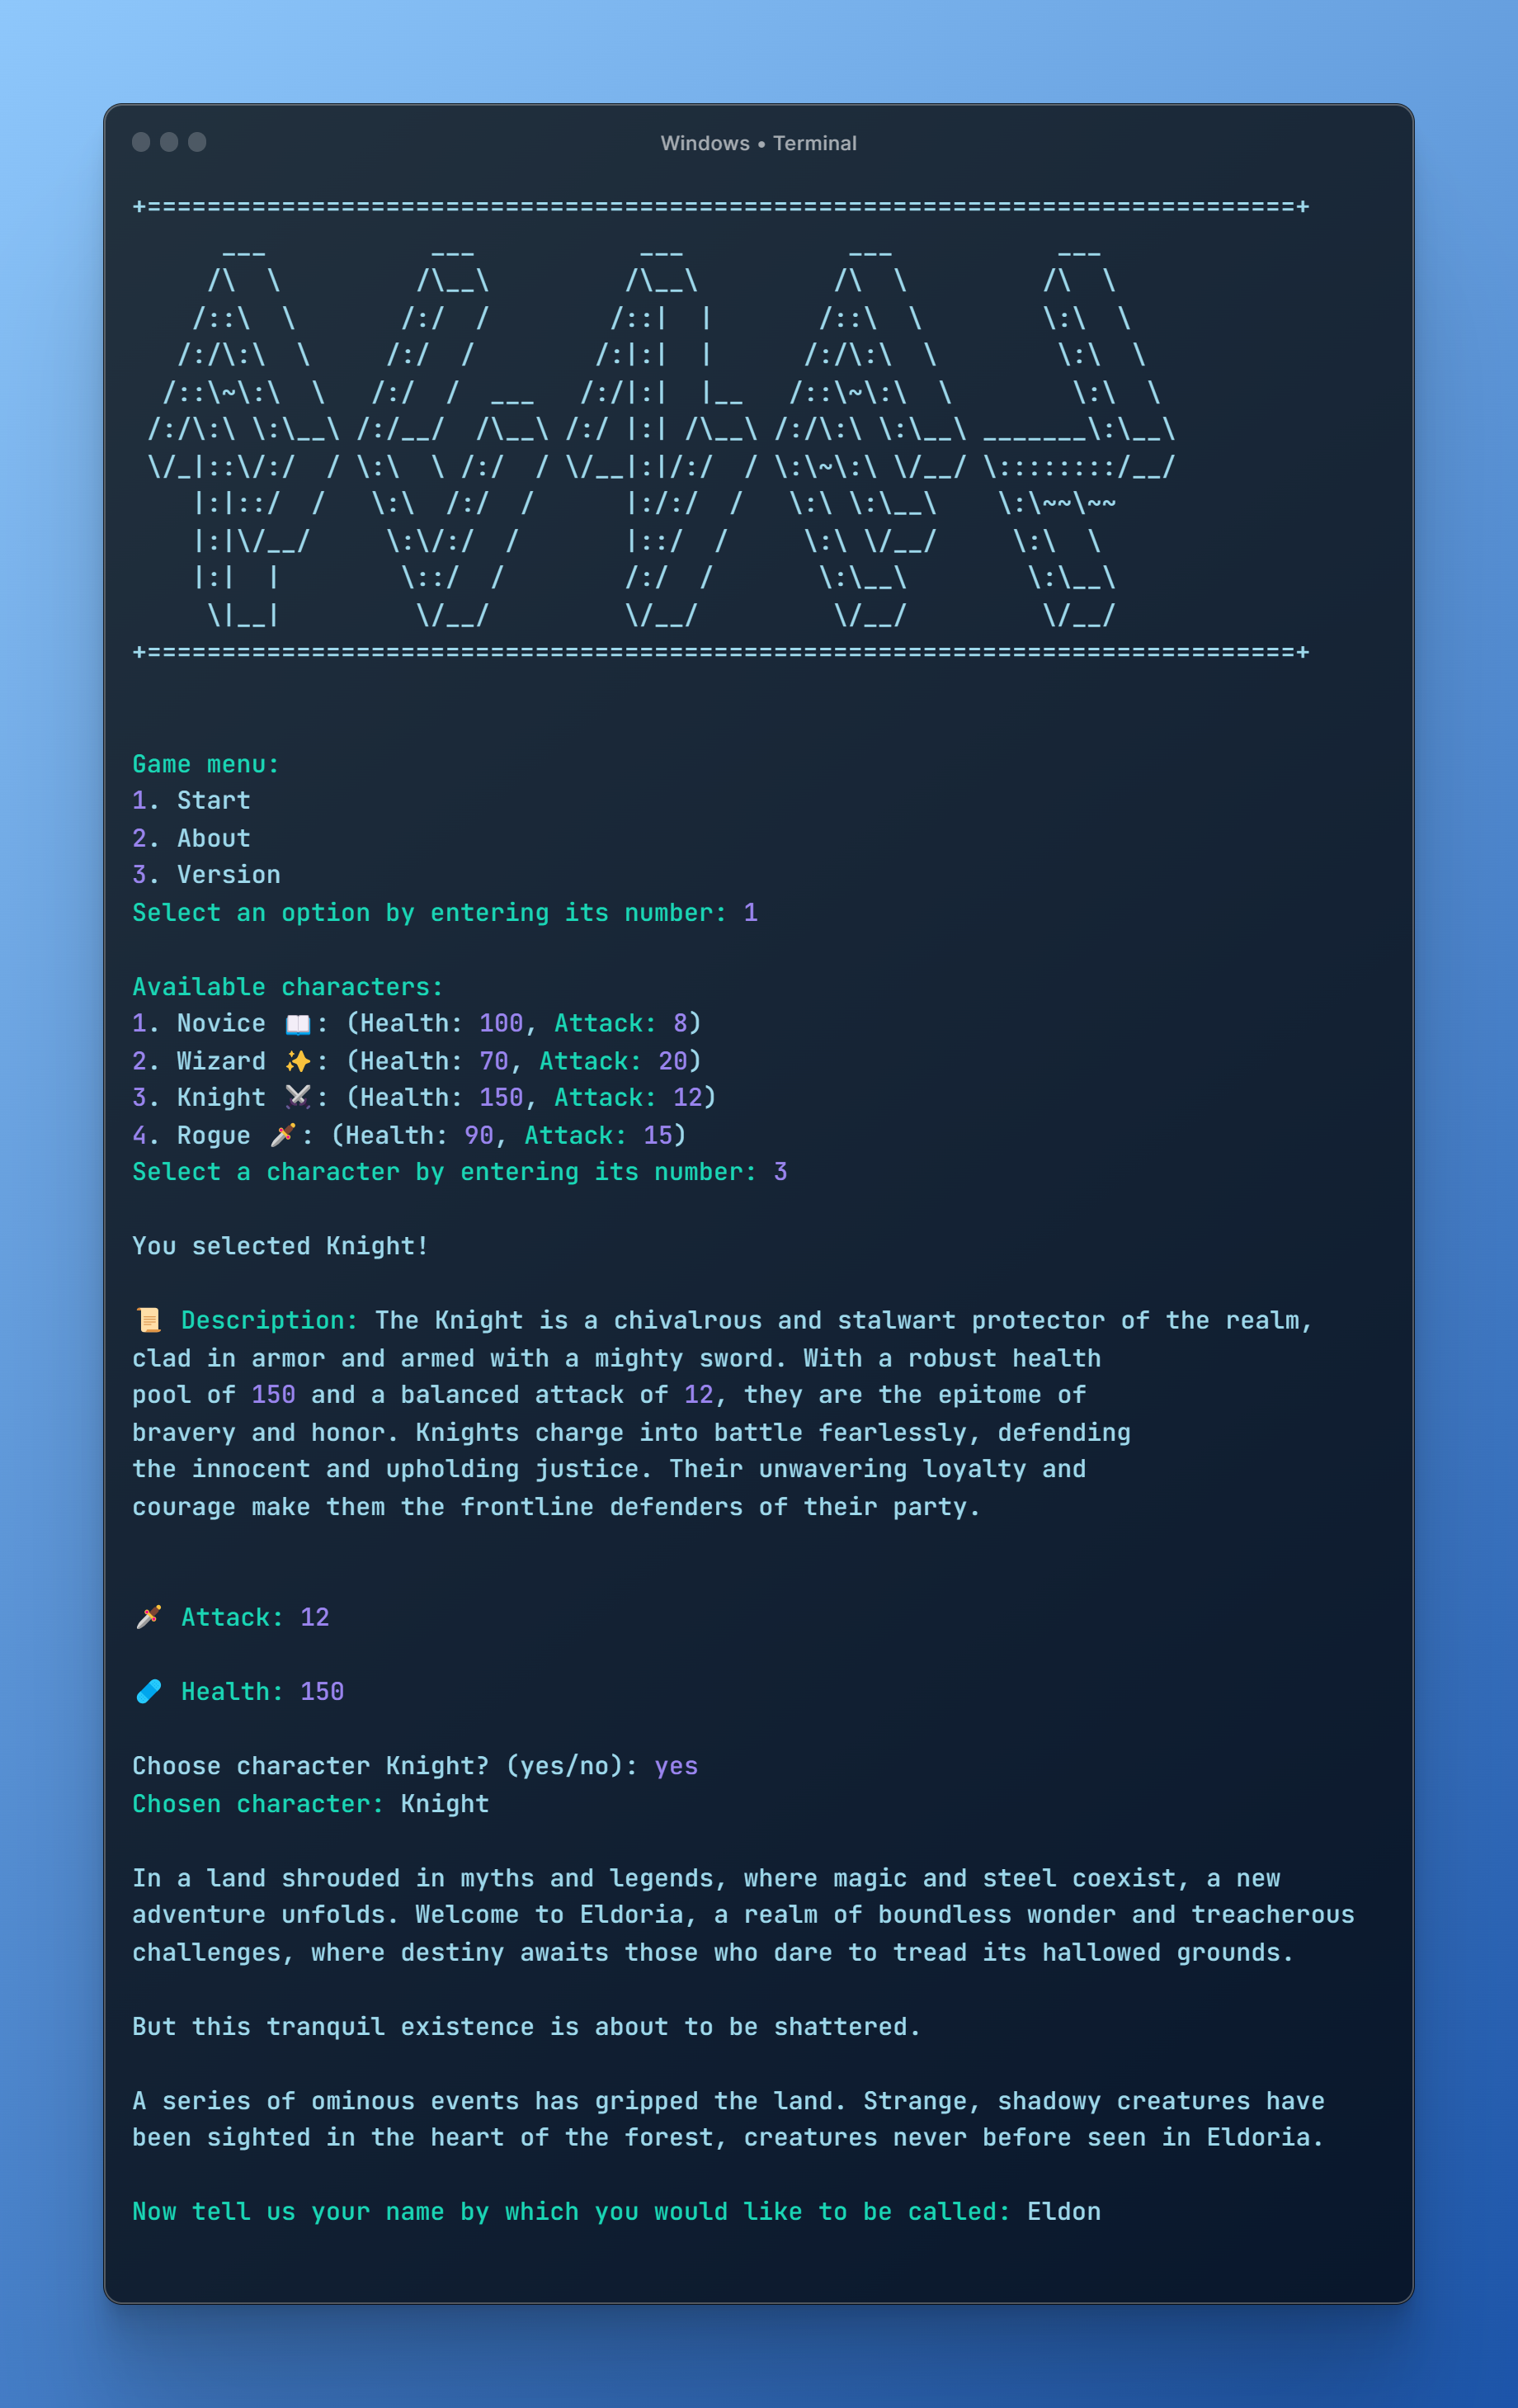 Windows • Terminal
+=============================================================================+
      ___           ___           ___           ___           ___
     /\  \         /\__\         /\__\         /\  \         /\  \
    /::\  \       /:/  /        /::|  |       /::\  \        \:\  \
   /:/\:\  \     /:/  /        /:|:|  |      /:/\:\  \        \:\  \
  /::\~\:\  \   /:/  /  ___   /:/|:|  |__   /::\~\:\  \        \:\  \
 /:/\:\ \:\__\ /:/__/  /\__\ /:/ |:| /\__\ /:/\:\ \:\__\ _______\:\__\
 \/_|::\/:/  / \:\  \ /:/  / \/__|:|/:/  / \:\~\:\ \/__/ \::::::::/__/
    |:|::/  /   \:\  /:/  /      |:/:/  /   \:\ \:\__\    \:\~~\~~
    |:|\/__/     \:\/:/  /       |::/  /     \:\ \/__/     \:\  \
    |:|  |        \::/  /        /:/  /       \:\__\        \:\__\
     \|__|         \/__/         \/__/         \/__/         \/__/
+=============================================================================+
Game menu:
1. Start
2. About
3. Version
Select an option by entering its number: 1
Available characters:
1. Novice 📖: (Health: 100, Attack: 8)
2. Wizard ✨: (Health: 70, Attack: 20)
3. Knight ⚔️: (Health: 150, Attack: 12)
4. Rogue 🗡️: (Health: 90, Attack: 15)
Select a character by entering its number: 3
You selected Knight!
📜 Description: The Knight is a chivalrous and stalwart protector of the realm,
clad in armor and armed with a mighty sword. With a robust health
pool of 150 and a balanced attack of 12, they are the epitome of
bravery and honor. Knights charge into battle fearlessly, defending
the innocent and upholding justice. Their unwavering loyalty and
courage make them the frontline defenders of their party.
🗡️ Attack: 12
🩹 Health: 150
Choose character Knight? (yes/no): yes
Chosen character: Knight
In a land shrouded in myths and legends, where magic and steel coexist, a new
adventure unfolds. Welcome to Eldoria, a realm of boundless wonder and treacherous
challenges, where destiny awaits those who dare to tread its hallowed grounds.
But this tranquil existence is about to be shattered.
A series of ominous events has gripped the land. Strange, shadowy creatures have
been sighted in the heart of the forest, creatures never before seen in Eldoria.
Now tell us your name by which you would like to be called: Eldon